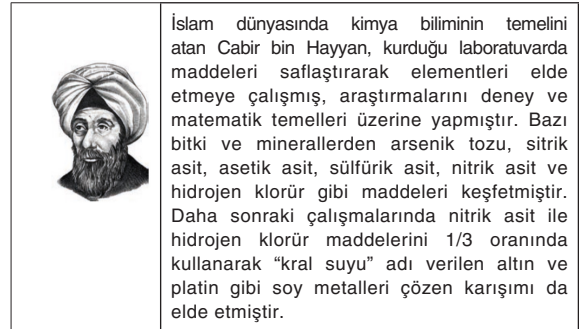 İslam dünyasında kimya biliminin temelini
atan Cabir bin Hayyan, kurduğu laboratuvarda
maddeleri saflaştırarak elementleri elde
etmeye çalışmış, araştırmalarını deney ve
matematik temelleri üzerine yapmıştır. Bazı
bitki ve minerallerden arsenik tozu, sitrik
asit, asetik asit, sülfürik asit, nitrik asit ve
hidrojen klorür gibi maddeleri keşfetmiştir.
Daha sonraki çalışmalarında nitrik asit ile
hidrojen klorür maddelerini 1/3 oranında
kullanarak “kral suyu” adı verilen altın ve
platin gibi soy metalleri çözen karışımı da
elde etmiştir.